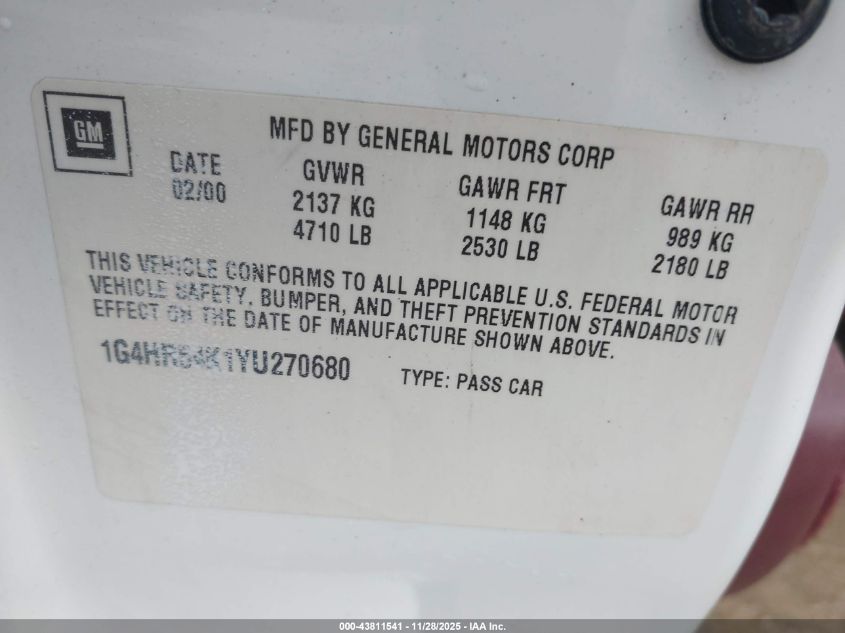 GM
MFD BY GENERAL MOTORS CORP
DATE GVWR GAWR FRT GAWR RR
02/00 2137 KG 1148 KG 989 KG
4710 LB 2530 LB 2180 LB
THIS VEHICLE CONFORMS TO ALL APPLICABLE U.S. FEDERAL MOTOR
VEHICLE SAFETY, BUMPER, AND THEFT PREVENTION STANDARDS IN
EFFECT ON THE DATE OF MANUFACTURE SHOWN ABOVE.
1G4HR54K1YU270680 TYPE: PASS CAR
000-43811541 - 11/28/2025 - IAA Inc.